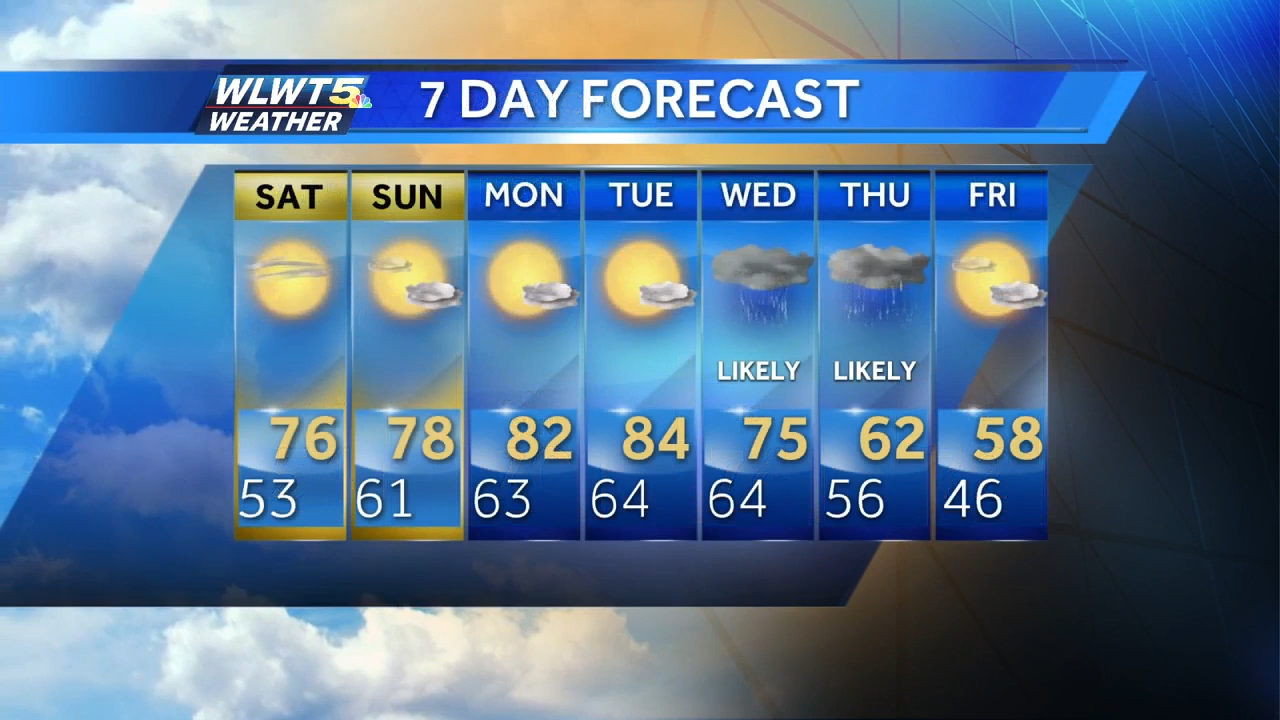 WLWT5
WEATHER
7 DAY FORECAST
SAT SUN MON TUE WED THU FRI
LIKELY LIKELY
76 78 82 84 75 62 58
53 61 63 64 64 56 46